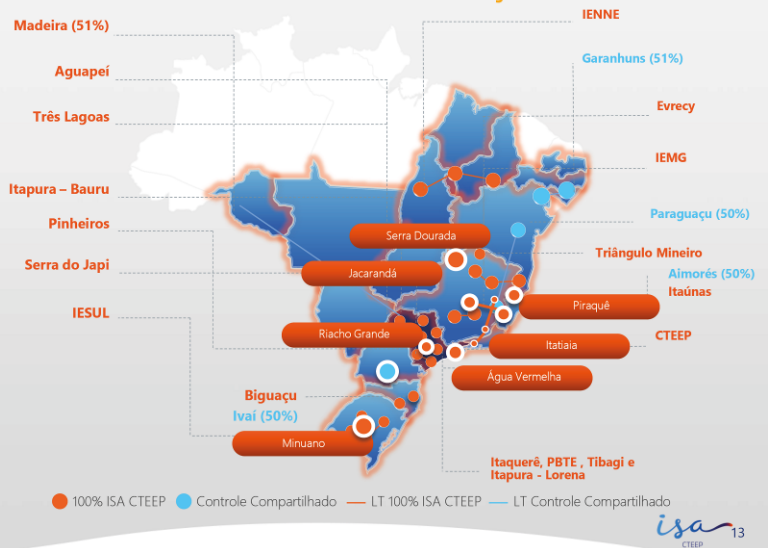 IENNE
Madeira (51%)
Garanhuns (51%)
Aguapeí
Evrecy
Três Lagoas
IEMG
Itapura – Bauru
Paraguaçu (50%)
Pinheiros
Serra Dourada
Triângulo Mineiro
Serra do Japi
Jacarandá
Aimorés (50%)
Itaúnas
Piraquê
IESUL
Riacho Grande
CTEEP
Itatiaia
Água Vermelha
Biguaçu
Ivaí (50%)
Minuano
Itaquerê, PBTE , Tibagi e
Itapura - Lorena
100% ISA CTEEP
Controle Compartilhado
LT 100% ISA CTEEP
LT Controle Compartilhado
isa
CTEEP
13